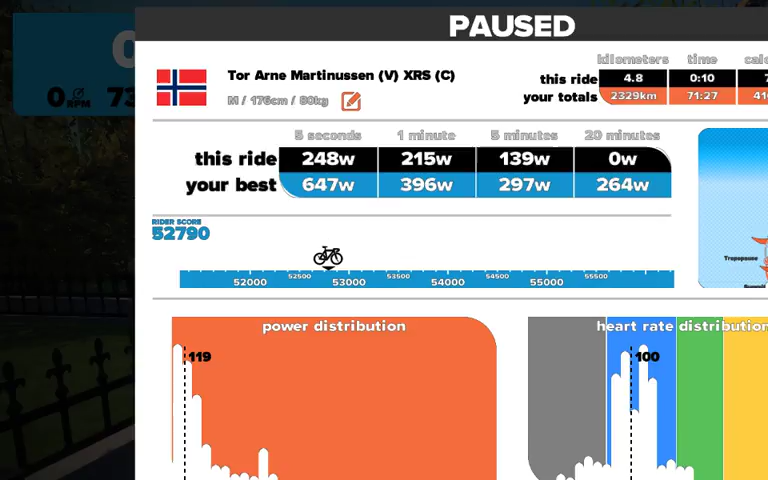 PAUSED
kilometers time
Tor Arne Martinussen (V) XRS (C)
this ride 4.8 0:10
M / 176cm / 80kg
your totals 2329km 71:27
0 RPM 73
5 seconds 1 minute 5 minutes 20 minutes
this ride 248w 215w 139w 0w
your best 647w 396w 297w 264w
RIDER SCORE
52790
52000 52500 53000 53500 54000 54500 55000 55500
Tropopause
power distribution
heart rate distribution
119
100